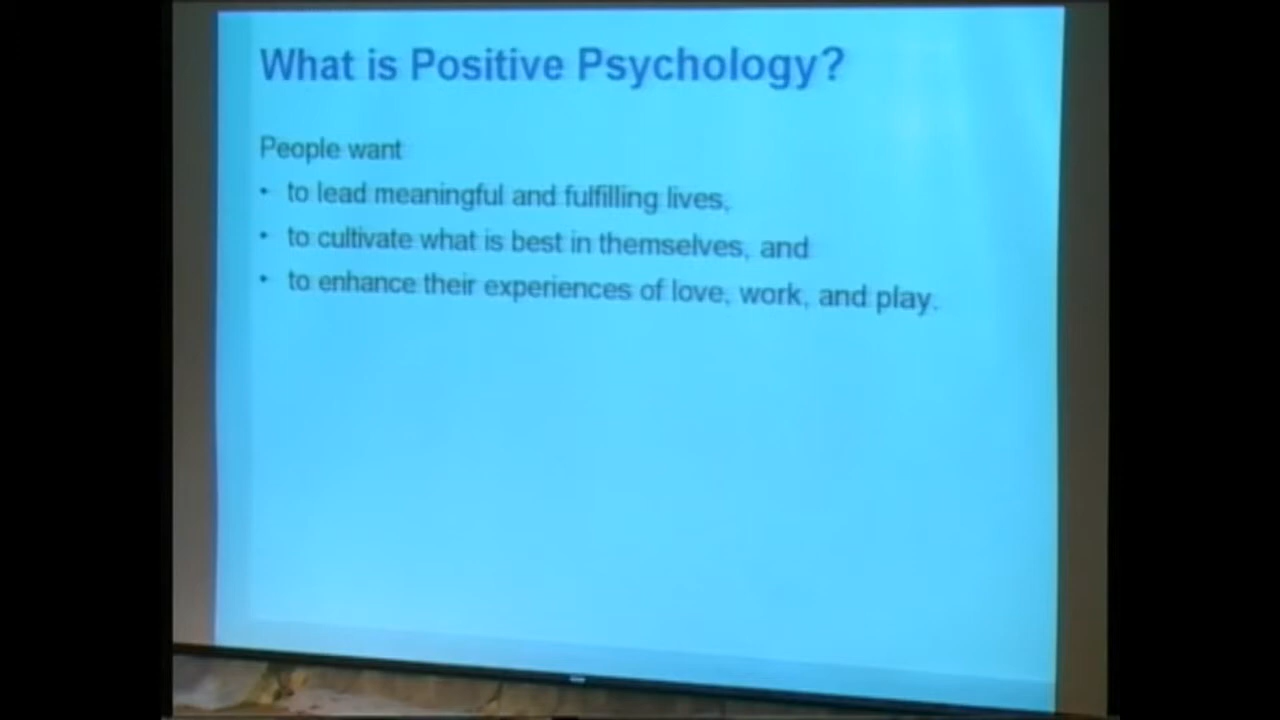 What is Positive Psychology?
People want
• to lead meaningful and fulfilling lives,
• to cultivate what is best in themselves, and
• to enhance their experiences of love, work, and play.